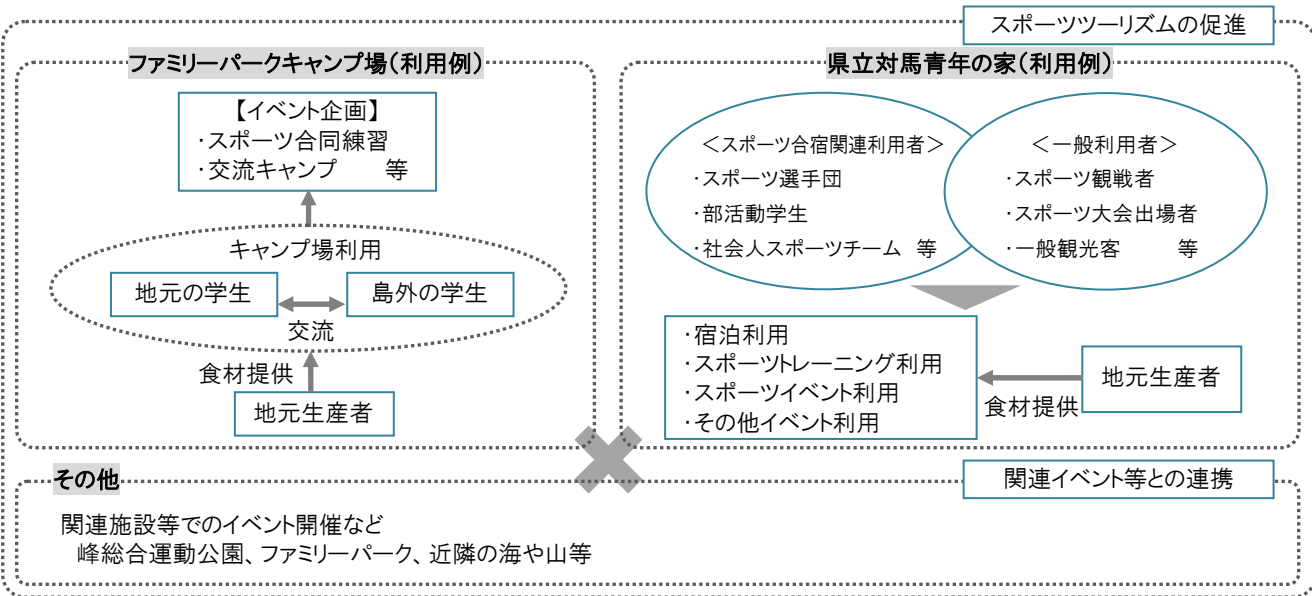 スポーツツーリズムの促進
ファミリーパークキャンプ場（利用例）
【イベント企画】
・スポーツ合同練習
・交流キャンプ　　等
キャンプ場利用
地元の学生
島外の学生
交流
食材提供
地元生産者
県立対馬青年の家（利用例）
＜スポーツ合宿関連利用者＞
・スポーツ選手団
・部活動学生
・社会人スポーツチーム　等
＜一般利用者＞
・スポーツ観戦者
・スポーツ大会出場者
・一般観光客　　　等
・宿泊利用
・スポーツトレーニング利用
・スポーツイベント利用
・その他イベント利用
地元生産者
食材提供
その他
関連イベント等との連携
関連施設等でのイベント開催など
峰総合運動公園、ファミリーパーク、近隣の海や山等